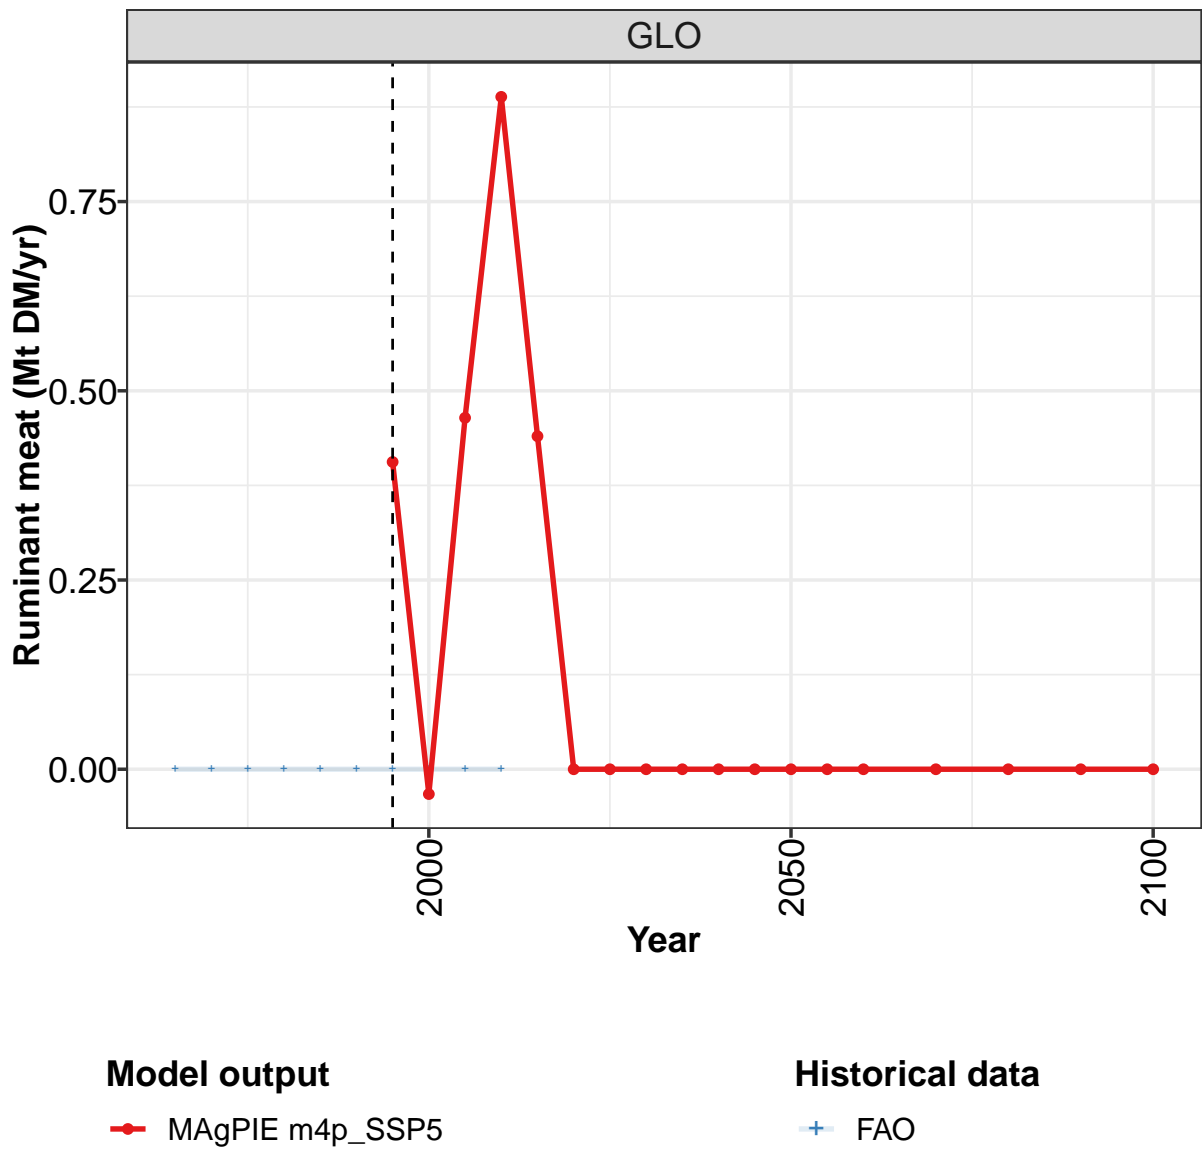 GLO
Ruminant meat (Mt DM/yr)
0.75
0.50
0.25
0.00
2000
2050
2100
Year
Model output
MAgPIE m4p_SSP5
Historical data
FAO